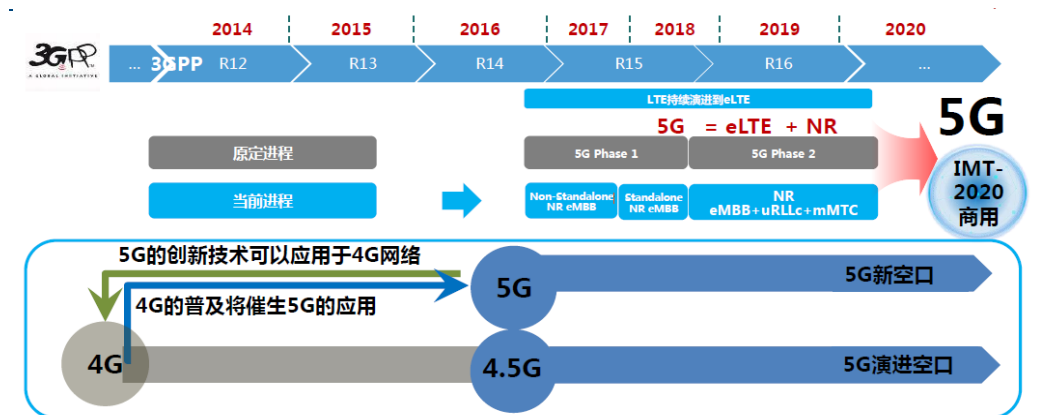 2014 2015 2016 2017 2018 2019 2020
3GPP
A GLOBAL INITIATIVE
... 3GPP R12 R13 R14 R15 R16 ...
LTE持续演进到eLTE
5G = eLTE + NR
5G
原定进程 5G Phase 1 5G Phase 2
IMT-
2020
商用
当前进程
Non-Standalone
NR eMBB
Standalone
NR eMBB
NR
eMBB+uRLLc+mMTC
5G的创新技术可以应用于4G网络
5G 5G新空口
4G的普及将催生5G的应用
4G 4.5G 5G演进空口